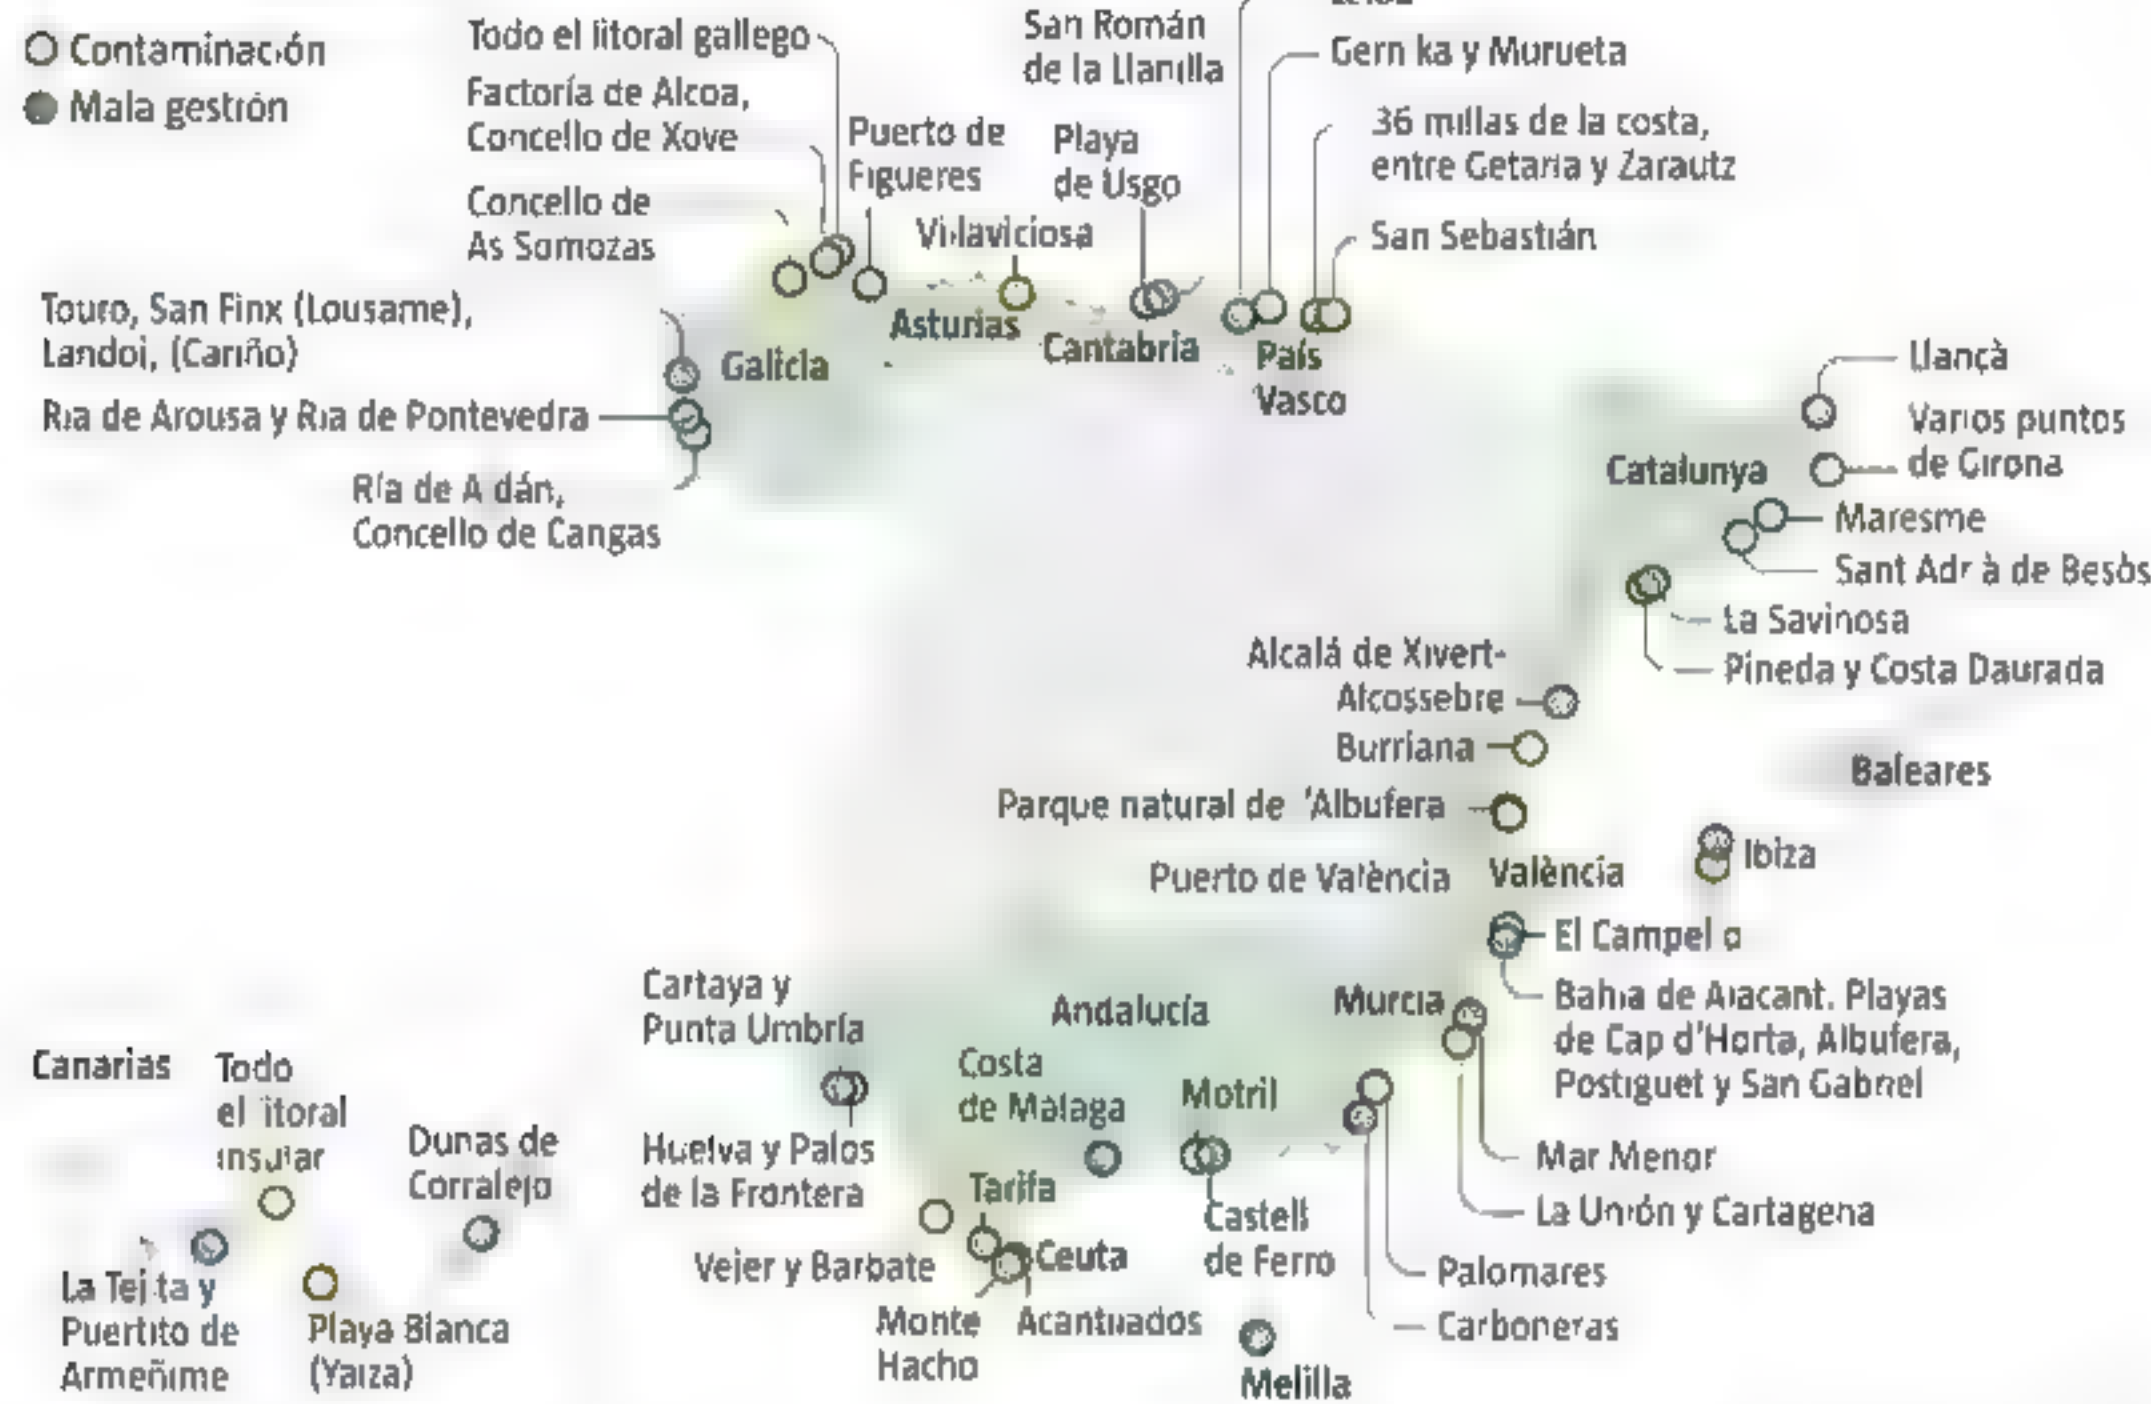 Contaminación
Mala gestión
Todo el litoral gallego
Factoría de Alcoa,
Concello de Xove
Concello de
As Somozas
Puerto de
Figueres
Villaviciosa
San Román
de la Llanilla
Playa
de Usgo
Gernika y Murueta
36 millas de la costa,
entre Getaria y Zarautz
San Sebastián
Touro, San Finx (Lousame),
Landoi, (Cariño)
Ría de Arousa y Ría de Pontevedra
Ría de Aldán,
Concello de Cangas
Galicia
Asturias
Cantabria
País
Vasco
Llançà
Varios puntos
de Girona
Catalunya
Maresme
Sant Adrià de Besòs
La Savinosa
Pineda y Costa Daurada
Alcalá de Xivert-
Alcossebre
Burriana
Parque natural de l'Albufera
Puerto de València
València
Baleares
Ibiza
El Campello
Bahía de Alacant. Playas
de Cap d'Horta, Albufera,
Postiguet y San Gabriel
Murcia
Mar Menor
La Unión y Cartagena
Palomares
Carboneras
Andalucía
Cartaya y
Punta Umbría
Huelva y Palos
de la Frontera
Costa
de Málaga
Motril
Castell
de Ferro
Tarifa
Vejer y Barbate
Ceuta
Monte
Hacho
Acantilados
Melilla
Canarias
Todo
el litoral
insular
Dunas de
Corralejo
La Tejita y
Puertito de
Armeñime
Playa Blanca
(Yaiza)